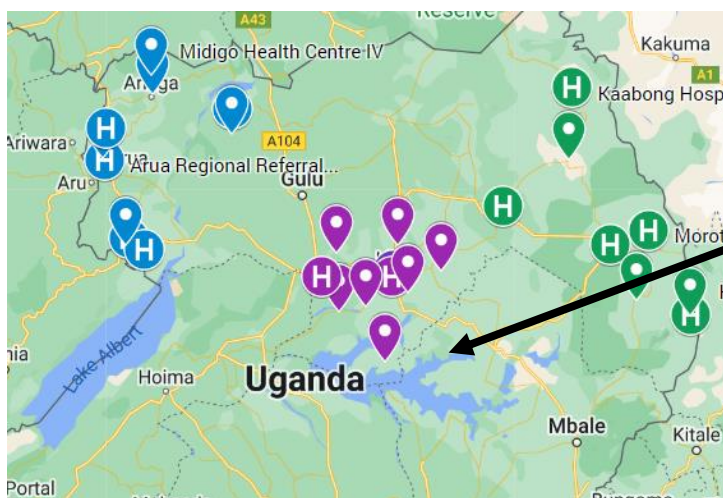 A43
Reserve
Kakuma
A1
Midigo Health Centre IV
Kaabong Hosp
Ariwara
A104
Arua Regional Referral...
Aru
Gulu
Morot
Lake Albert
Hoima
Uganda
Mbale
Kitale
Portal